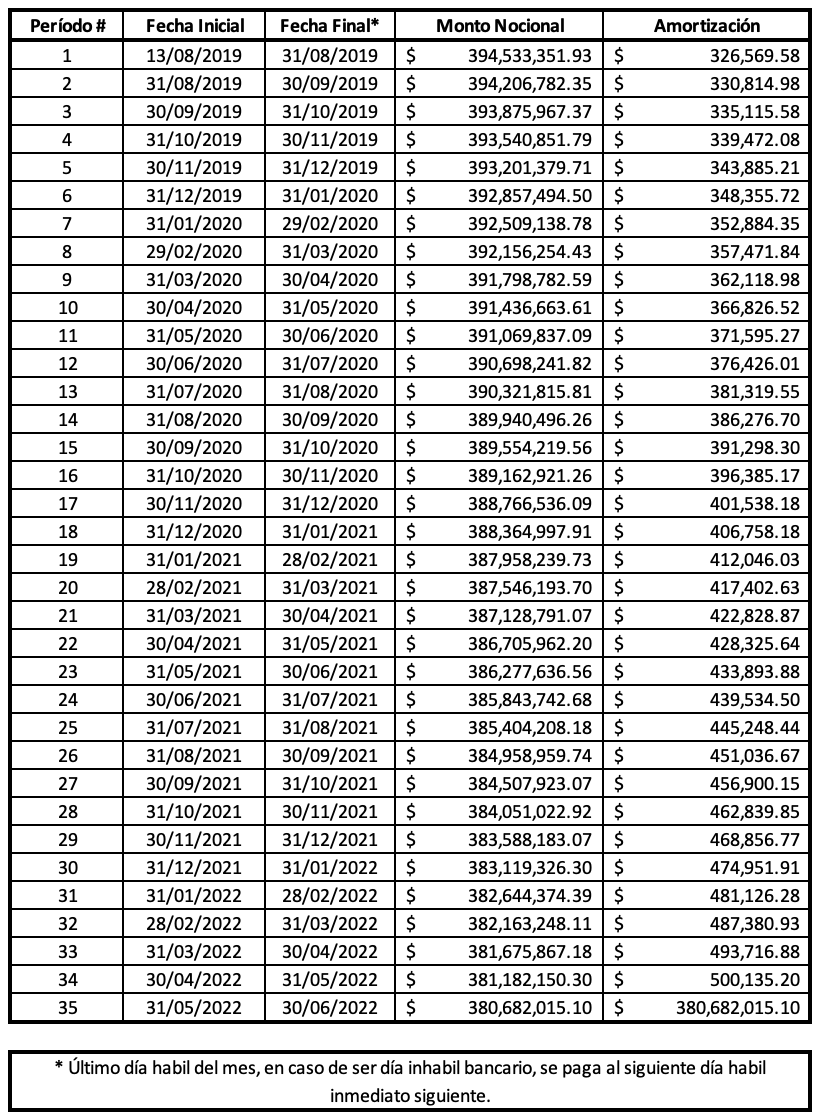 Período # Fecha Inicial Fecha Final* Monto Nocional Amortización
1 13/08/2019 31/08/2019 $ 394,533,351.93 $ 326,569.58
2 31/08/2019 30/09/2019 $ 394,206,782.35 $ 330,814.98
3 30/09/2019 31/10/2019 $ 393,875,967.37 $ 335,115.58
4 31/10/2019 30/11/2019 $ 393,540,851.79 $ 339,472.08
5 30/11/2019 31/12/2019 $ 393,201,379.71 $ 343,885.21
6 31/12/2019 31/01/2020 $ 392,857,494.50 $ 348,355.72
7 31/01/2020 29/02/2020 $ 392,509,138.78 $ 352,884.35
8 29/02/2020 31/03/2020 $ 392,156,254.43 $ 357,471.84
9 31/03/2020 30/04/2020 $ 391,798,782.59 $ 362,118.98
10 30/04/2020 31/05/2020 $ 391,436,663.61 $ 366,826.52
11 31/05/2020 30/06/2020 $ 391,069,837.09 $ 371,595.27
12 30/06/2020 31/07/2020 $ 390,698,241.82 $ 376,426.01
13 31/07/2020 31/08/2020 $ 390,321,815.81 $ 381,319.55
14 31/08/2020 30/09/2020 $ 389,940,496.26 $ 386,276.70
15 30/09/2020 31/10/2020 $ 389,554,219.56 $ 391,298.30
16 31/10/2020 30/11/2020 $ 389,162,921.26 $ 396,385.17
17 30/11/2020 31/12/2020 $ 388,766,536.09 $ 401,538.18
18 31/12/2020 31/01/2021 $ 388,364,997.91 $ 406,758.18
19 31/01/2021 28/02/2021 $ 387,958,239.73 $ 412,046.03
20 28/02/2021 31/03/2021 $ 387,546,193.70 $ 417,402.63
21 31/03/2021 30/04/2021 $ 387,128,791.07 $ 422,828.87
22 30/04/2021 31/05/2021 $ 386,705,962.20 $ 428,325.64
23 31/05/2021 30/06/2021 $ 386,277,636.56 $ 433,893.88
24 30/06/2021 31/07/2021 $ 385,843,742.68 $ 439,534.50
25 31/07/2021 31/08/2021 $ 385,404,208.18 $ 445,248.44
26 31/08/2021 30/09/2021 $ 384,958,959.74 $ 451,036.67
27 30/09/2021 31/10/2021 $ 384,507,923.07 $ 456,900.15
28 31/10/2021 30/11/2021 $ 384,051,022.92 $ 462,839.85
29 30/11/2021 31/12/2021 $ 383,588,183.07 $ 468,856.77
30 31/12/2021 31/01/2022 $ 383,119,326.30 $ 474,951.91
31 31/01/2022 28/02/2022 $ 382,644,374.39 $ 481,126.28
32 28/02/2022 31/03/2022 $ 382,163,248.11 $ 487,380.93
33 31/03/2022 30/04/2022 $ 381,675,867.18 $ 493,716.88
34 30/04/2022 31/05/2022 $ 381,182,150.30 $ 500,135.20
35 31/05/2022 30/06/2022 $ 380,682,015.10 $ 380,682,015.10
* Último día habil del mes, en caso de ser día inhabil bancario, se paga al siguiente día habil
inmediato siguiente.